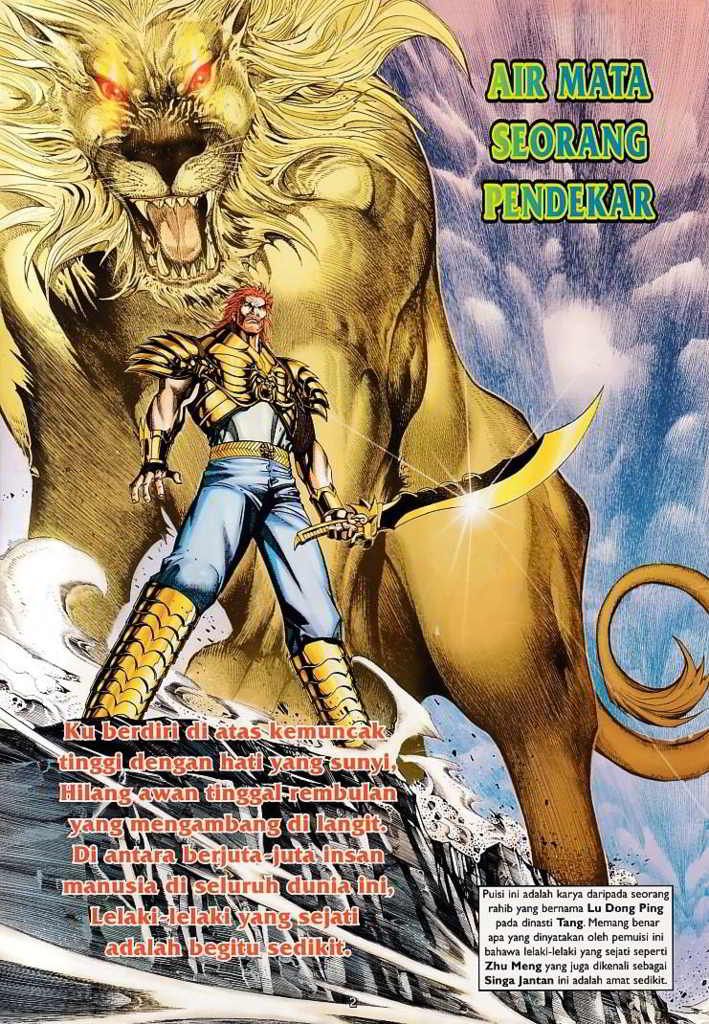 AIR MATA
SEORANG
PENDEKAR
Ku berdiri di atas kemuncak
tinggi dengan hati yang sunyi,
Hilang awan tinggal rembulan
yang mengambang di langit.
Di antara berjuta-juta insan
manusia di seluruh dunia ini,
Lelaki-lelaki yang sejati
adalah begitu sedikit.
Puisi ini adalah karya daripada seorang
rahib yang bernama Lu Dong Ping
pada dinasti Tang. Memang benar
apa yang dinyatakan oleh pemuisi ini
bahawa lelaki-lelaki yang sejati seperti
Zhu Meng yang juga dikenali sebagai
Singa Jantan ini adalah amat sedikit.
2